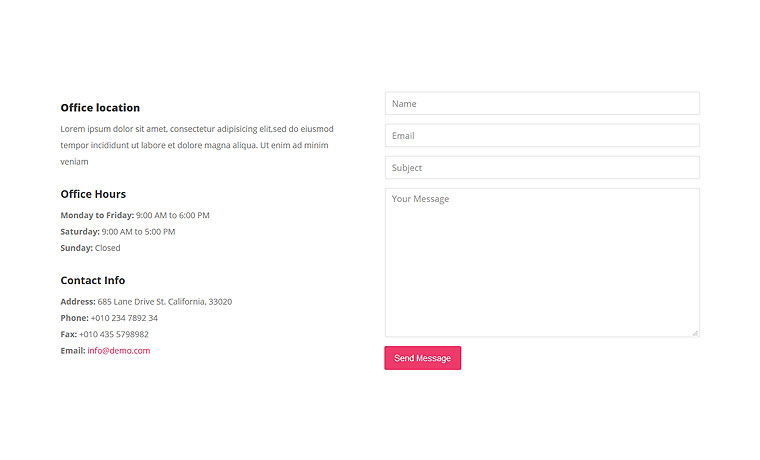 Office location
Lorem ipsum dolor sit amet, consectetur adipisicing elit,sed do eiusmod
tempor incididunt ut labore et dolore magna aliqua. Ut enim ad minim
veniam
Office Hours
Monday to Friday: 9:00 AM to 6:00 PM
Saturday: 9:00 AM to 5:00 PM
Sunday: Closed
Contact Info
Address: 685 Lane Drive St. California, 33020
Phone: +010 234 7892 34
Fax: +010 435 5798982
Email: info@demo.com
Name
Email
Subject
Your Message
Send Message